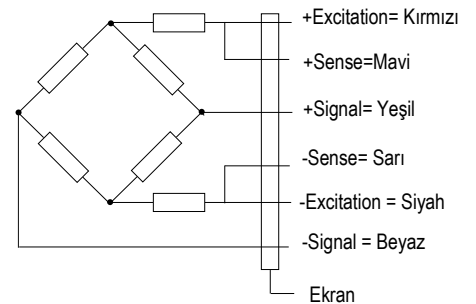 +Excitation= Kırmızı
+Sense=Mavi
+Signal= Yeşil
-Sense= Sarı
-Excitation = Siyah
-Signal = Beyaz
Ekran